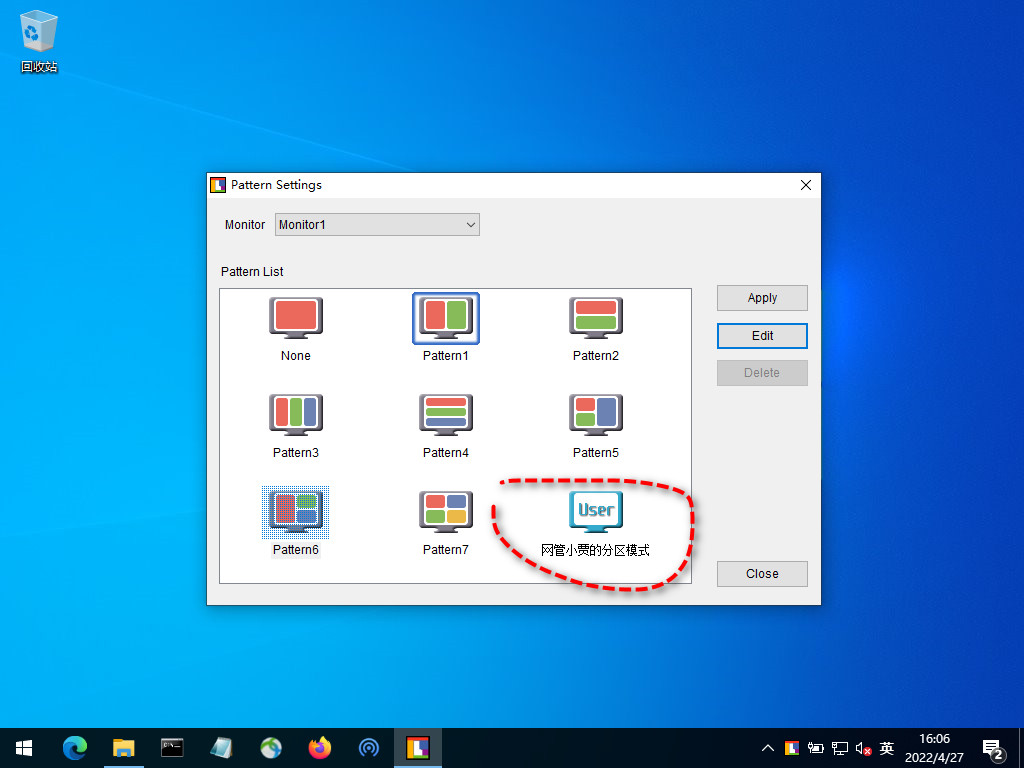 回收站
Pattern Settings
Monitor
Monitor1
Pattern List
None
Pattern1
Pattern2
Apply
Edit
Delete
Pattern3
Pattern4
Pattern5
User
Pattern6
Pattern7
网管小贾的分区模式
Close
英
16:06
2022/4/27
2